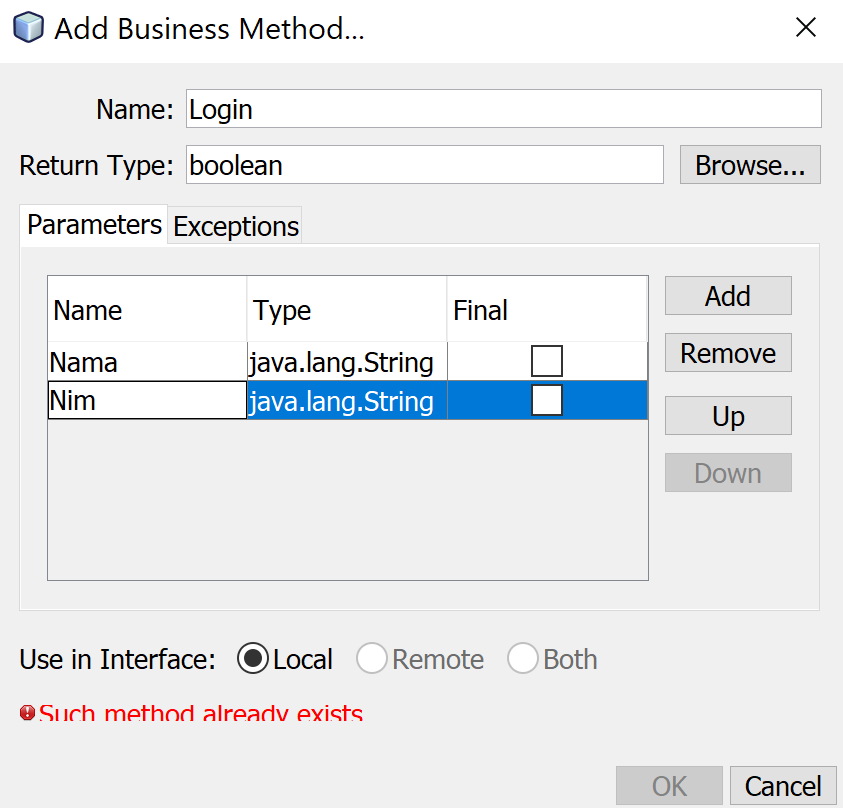 Add Business Method...
Name: Login
Return Type: boolean Browse...
Parameters Exceptions
Name Type Final Add
Nama java.lang.String Remove
Nim java.lang.String Up
Down
Use in Interface: Local Remote Both
Such method already exists
OK Cancel